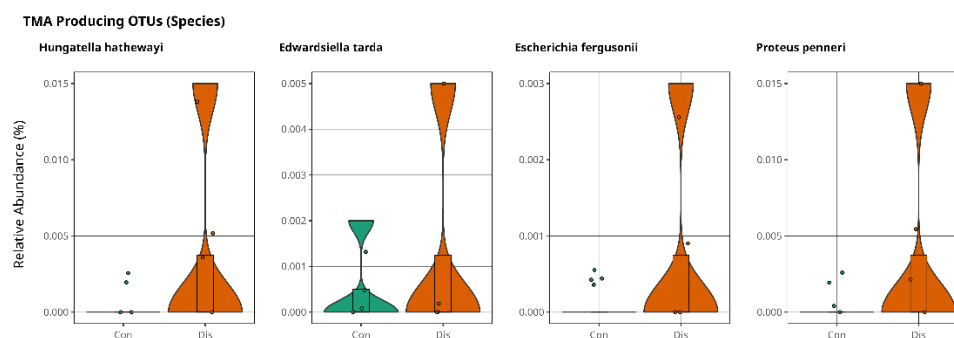 TMA Producing OTUs (Species)
Hungatella hathewayi
Edwardsiella tarda
Escherichia fergusonii
Proteus penneri
Relative Abundance (%)
0.015
0.010
0.005
0.000
Con
Dis
0.005
0.004
0.003
0.002
0.001
0.000
Con
Dis
0.003
0.002
0.001
0.000
Con
Dis
0.015
0.010
0.005
0.000
Con
Dis